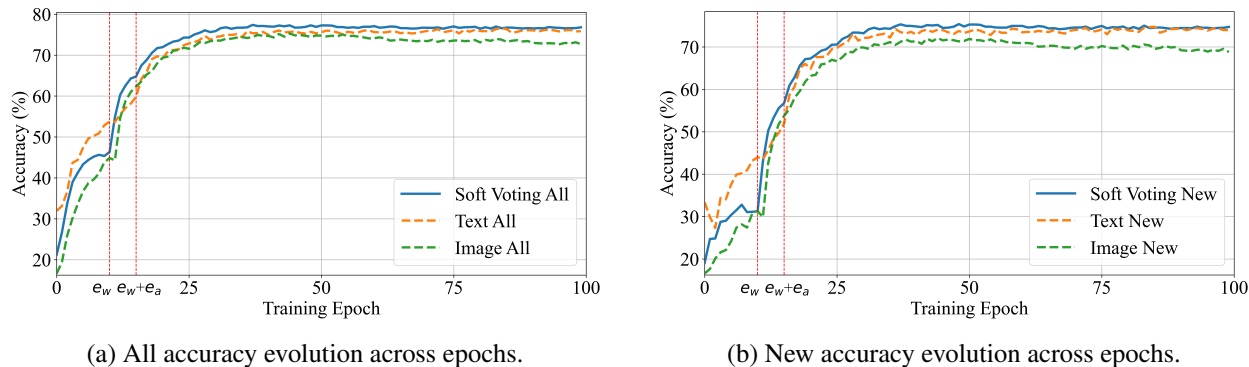 80
70
60
50
40
30
20
Accuracy (%)
Soft Voting All
Text All
Image All
0 e_w e_w+e_a 25 50 75 100
Training Epoch
(a) All accuracy evolution across epochs.
70
60
50
40
30
20
Accuracy (%)
Soft Voting New
Text New
Image New
0 e_w e_w+e_a 25 50 75 100
Training Epoch
(b) New accuracy evolution across epochs.